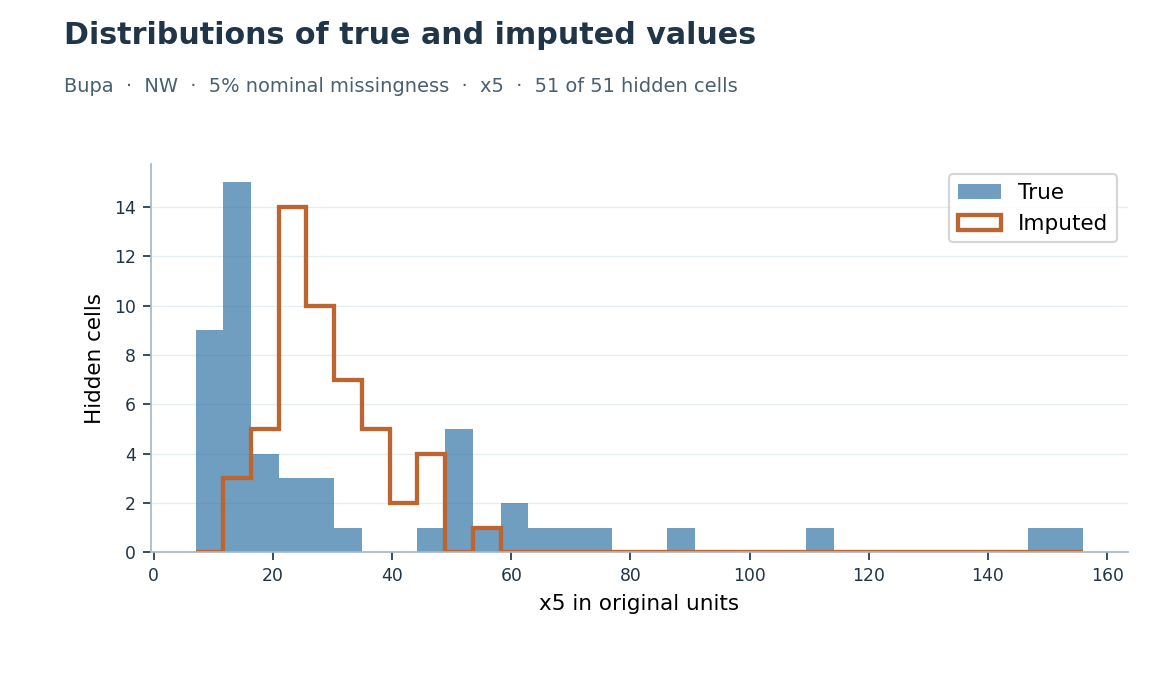 Distributions of true and imputed values
Bupa · NW · 5% nominal missingness · x5 · 51 of 51 hidden cells
True
Imputed
Hidden cells
14
12
10
8
6
4
2
0
0 20 40 60 80 100 120 140 160
x5 in original units